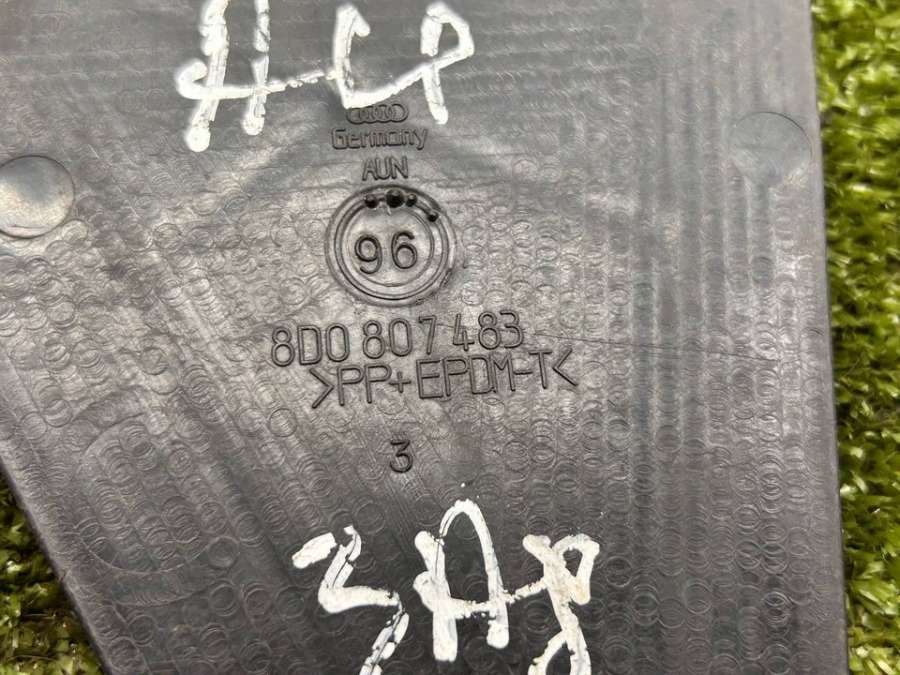 Germany
AUN
96
8D0 807 483
>PP+EPDM-T<
3